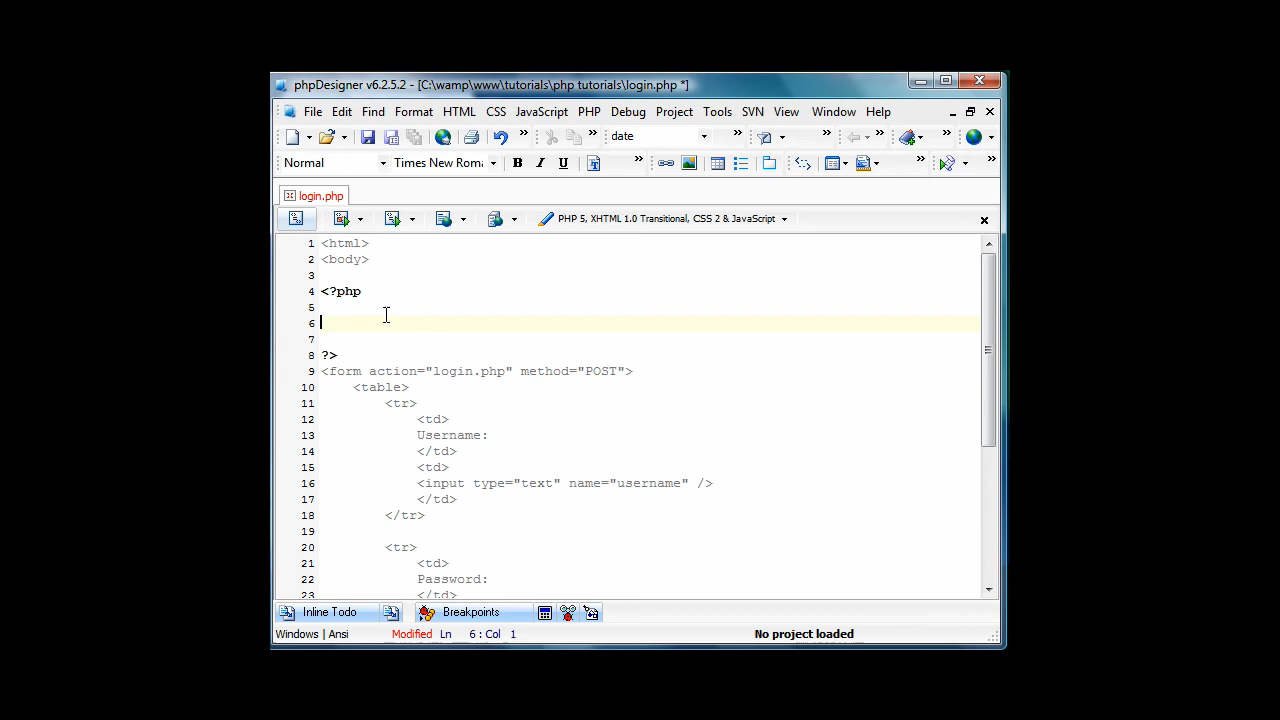 phpDesigner v6.2.5.2 - [C:\wamp\www\tutorials\php tutorials\login.php *]
File Edit Find Format HTML CSS JavaScript PHP Debug Project Tools SVN View Window Help
date
Normal Times New Roma B I U T
login.php
PHP 5, XHTML 1.0 Transitional, CSS 2 & JavaScript
1 <html>
2 <body>
3
4 <?php
5
6
7
8 ?>
9 <form action="login.php" method="POST">
10 <table>
11 <tr>
12 <td>
13 Username:
14 </td>
15 <td>
16 <input type="text" name="username" />
17 </td>
18 </tr>
19
20 <tr>
21 <td>
22 Password:
23 </td>
Inline Todo Breakpoints
Windows | Ansi Modified Ln 6 : Col 1 No project loaded